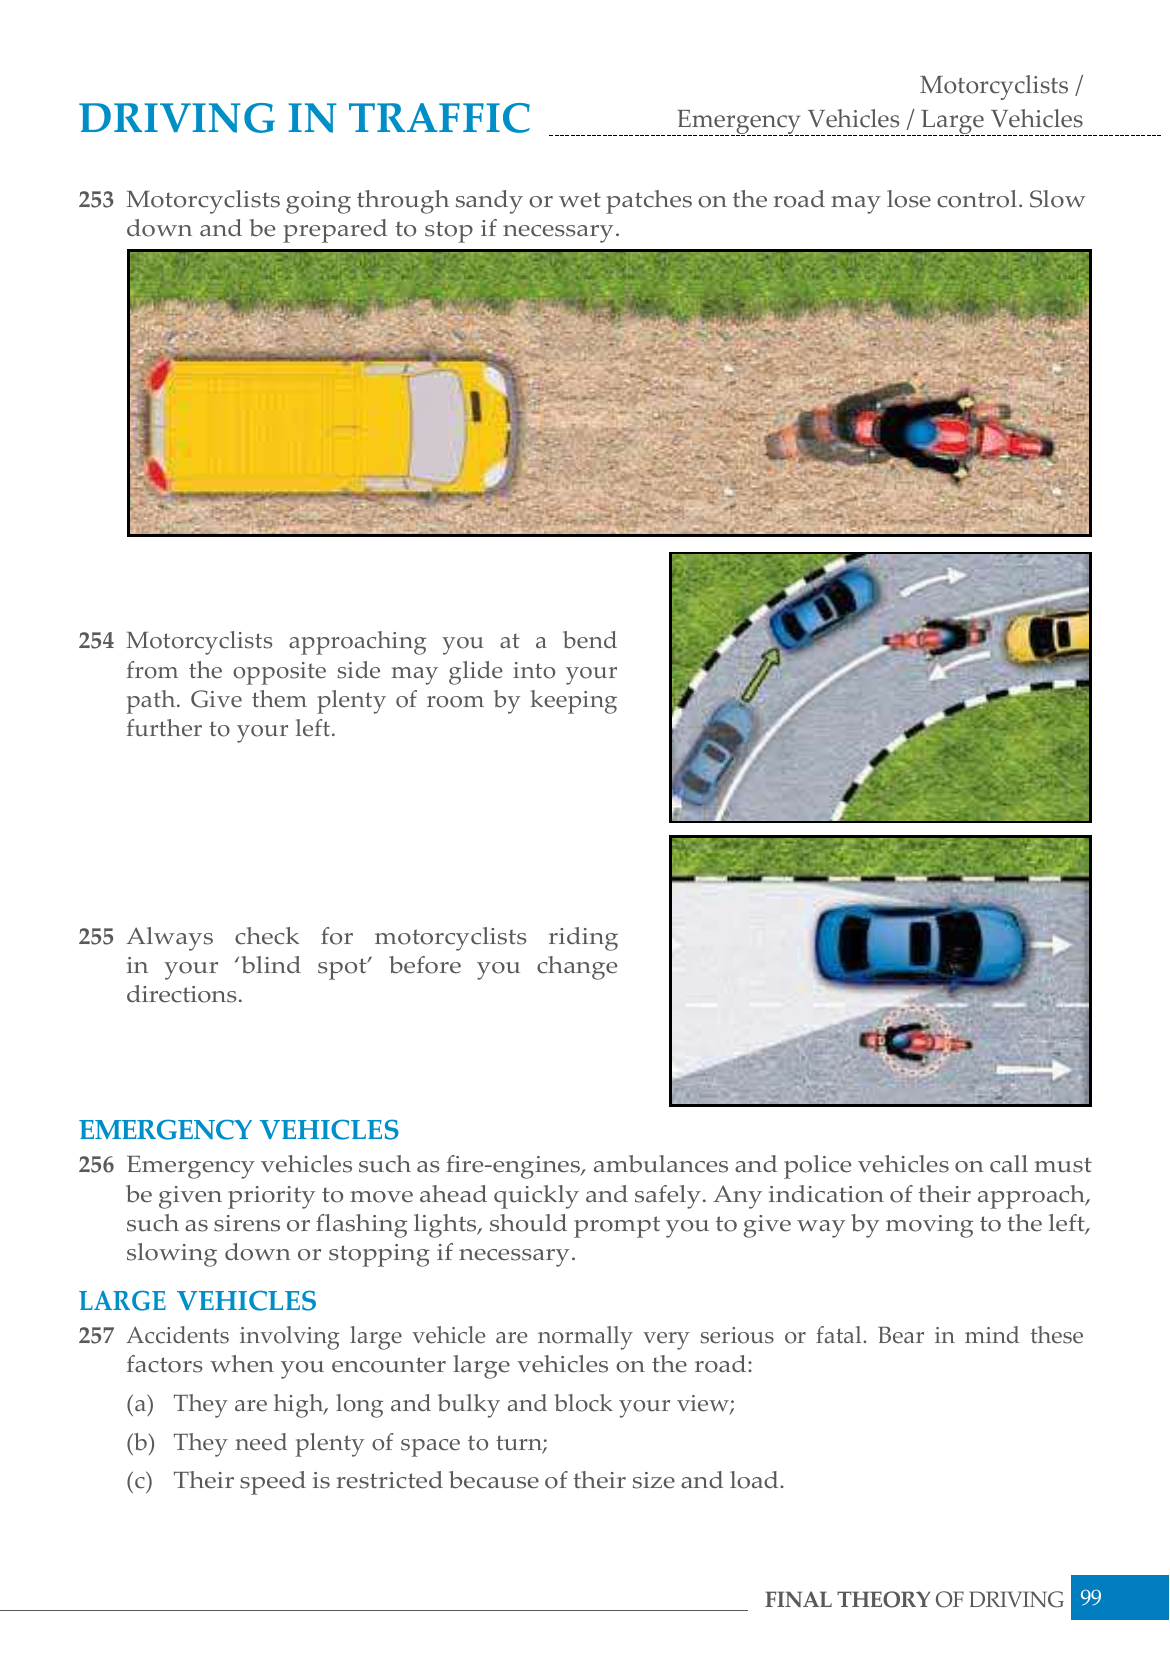 Motorcyclists /
DRIVING IN TRAFFIC
Emergency Vehicles / Large Vehicles
253 Motorcyclists going through sandy or wet patches on the road may lose control. Slow
down and be prepared to stop if necessary.
254 Motorcyclists approaching you at a bend
from the opposite side may glide into your
path. Give them plenty of room by keeping
further to your left.
255 Always check for motorcyclists riding
in your ‘blind spot’ before you change
directions.
EMERGENCY VEHICLES
256 Emergency vehicles such as fire-engines, ambulances and police vehicles on call must
be given priority to move ahead quickly and safely. Any indication of their approach,
such as sirens or flashing lights, should prompt you to give way by moving to the left,
slowing down or stopping if necessary.
LARGE VEHICLES
257 Accidents involving large vehicle are normally very serious or fatal. Bear in mind these
factors when you encounter large vehicles on the road:
(a) They are high, long and bulky and block your view;
(b) They need plenty of space to turn;
(c) Their speed is restricted because of their size and load.
FINAL THEORY OF DRIVING 99